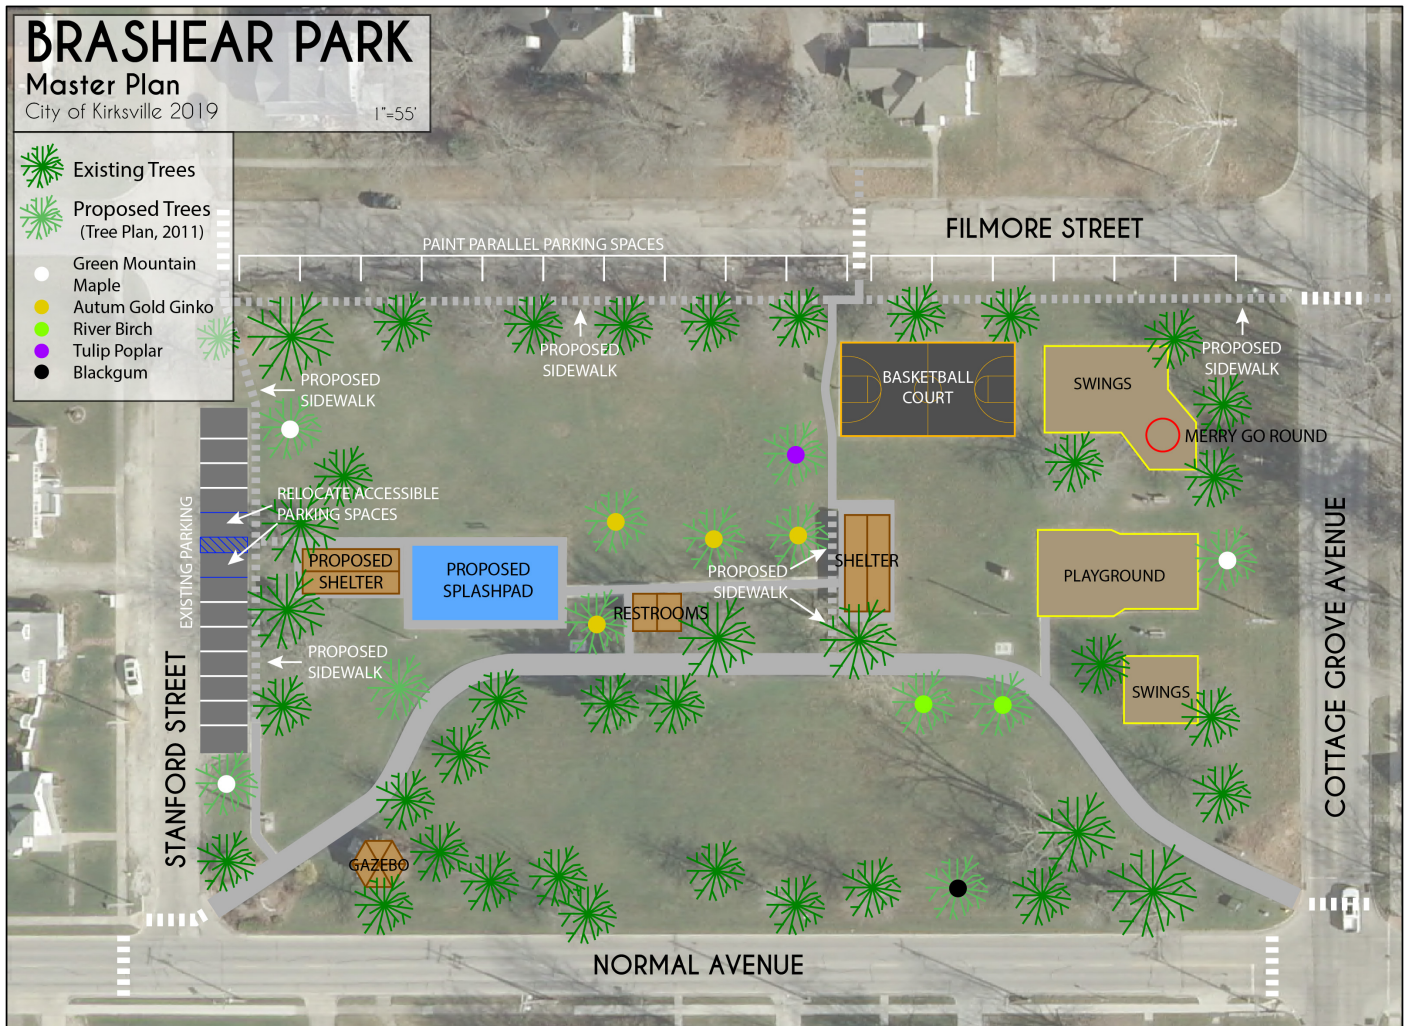 BRASHEAR PARK
Master Plan
City of Kirksville 2019
1"=55'
Existing Trees
Proposed Trees
(Tree Plan, 2011)
Green Mountain
Maple
Autum Gold Ginko
River Birch
Tulip Poplar
Blackgum
FILMORE STREET
PAINT PARALLEL PARKING SPACES
PROPOSED
SIDEWALK
PROPOSED
SIDEWALK
PROPOSED
SIDEWALK
BASKETBALL
COURT
SWINGS
MERRY GO ROUND
RELOCATE ACCESSIBLE
PARKING SPACES
EXISTING PARKING
PROPOSED
SHELTER
PROPOSED
SPLASHPAD
PROPOSED
SIDEWALK
SHELTER
RESTROOMS
PLAYGROUND
PROPOSED
SIDEWALK
SWINGS
STANFORD STREET
COTTAGE GROVE AVENUE
GAZEBO
NORMAL AVENUE